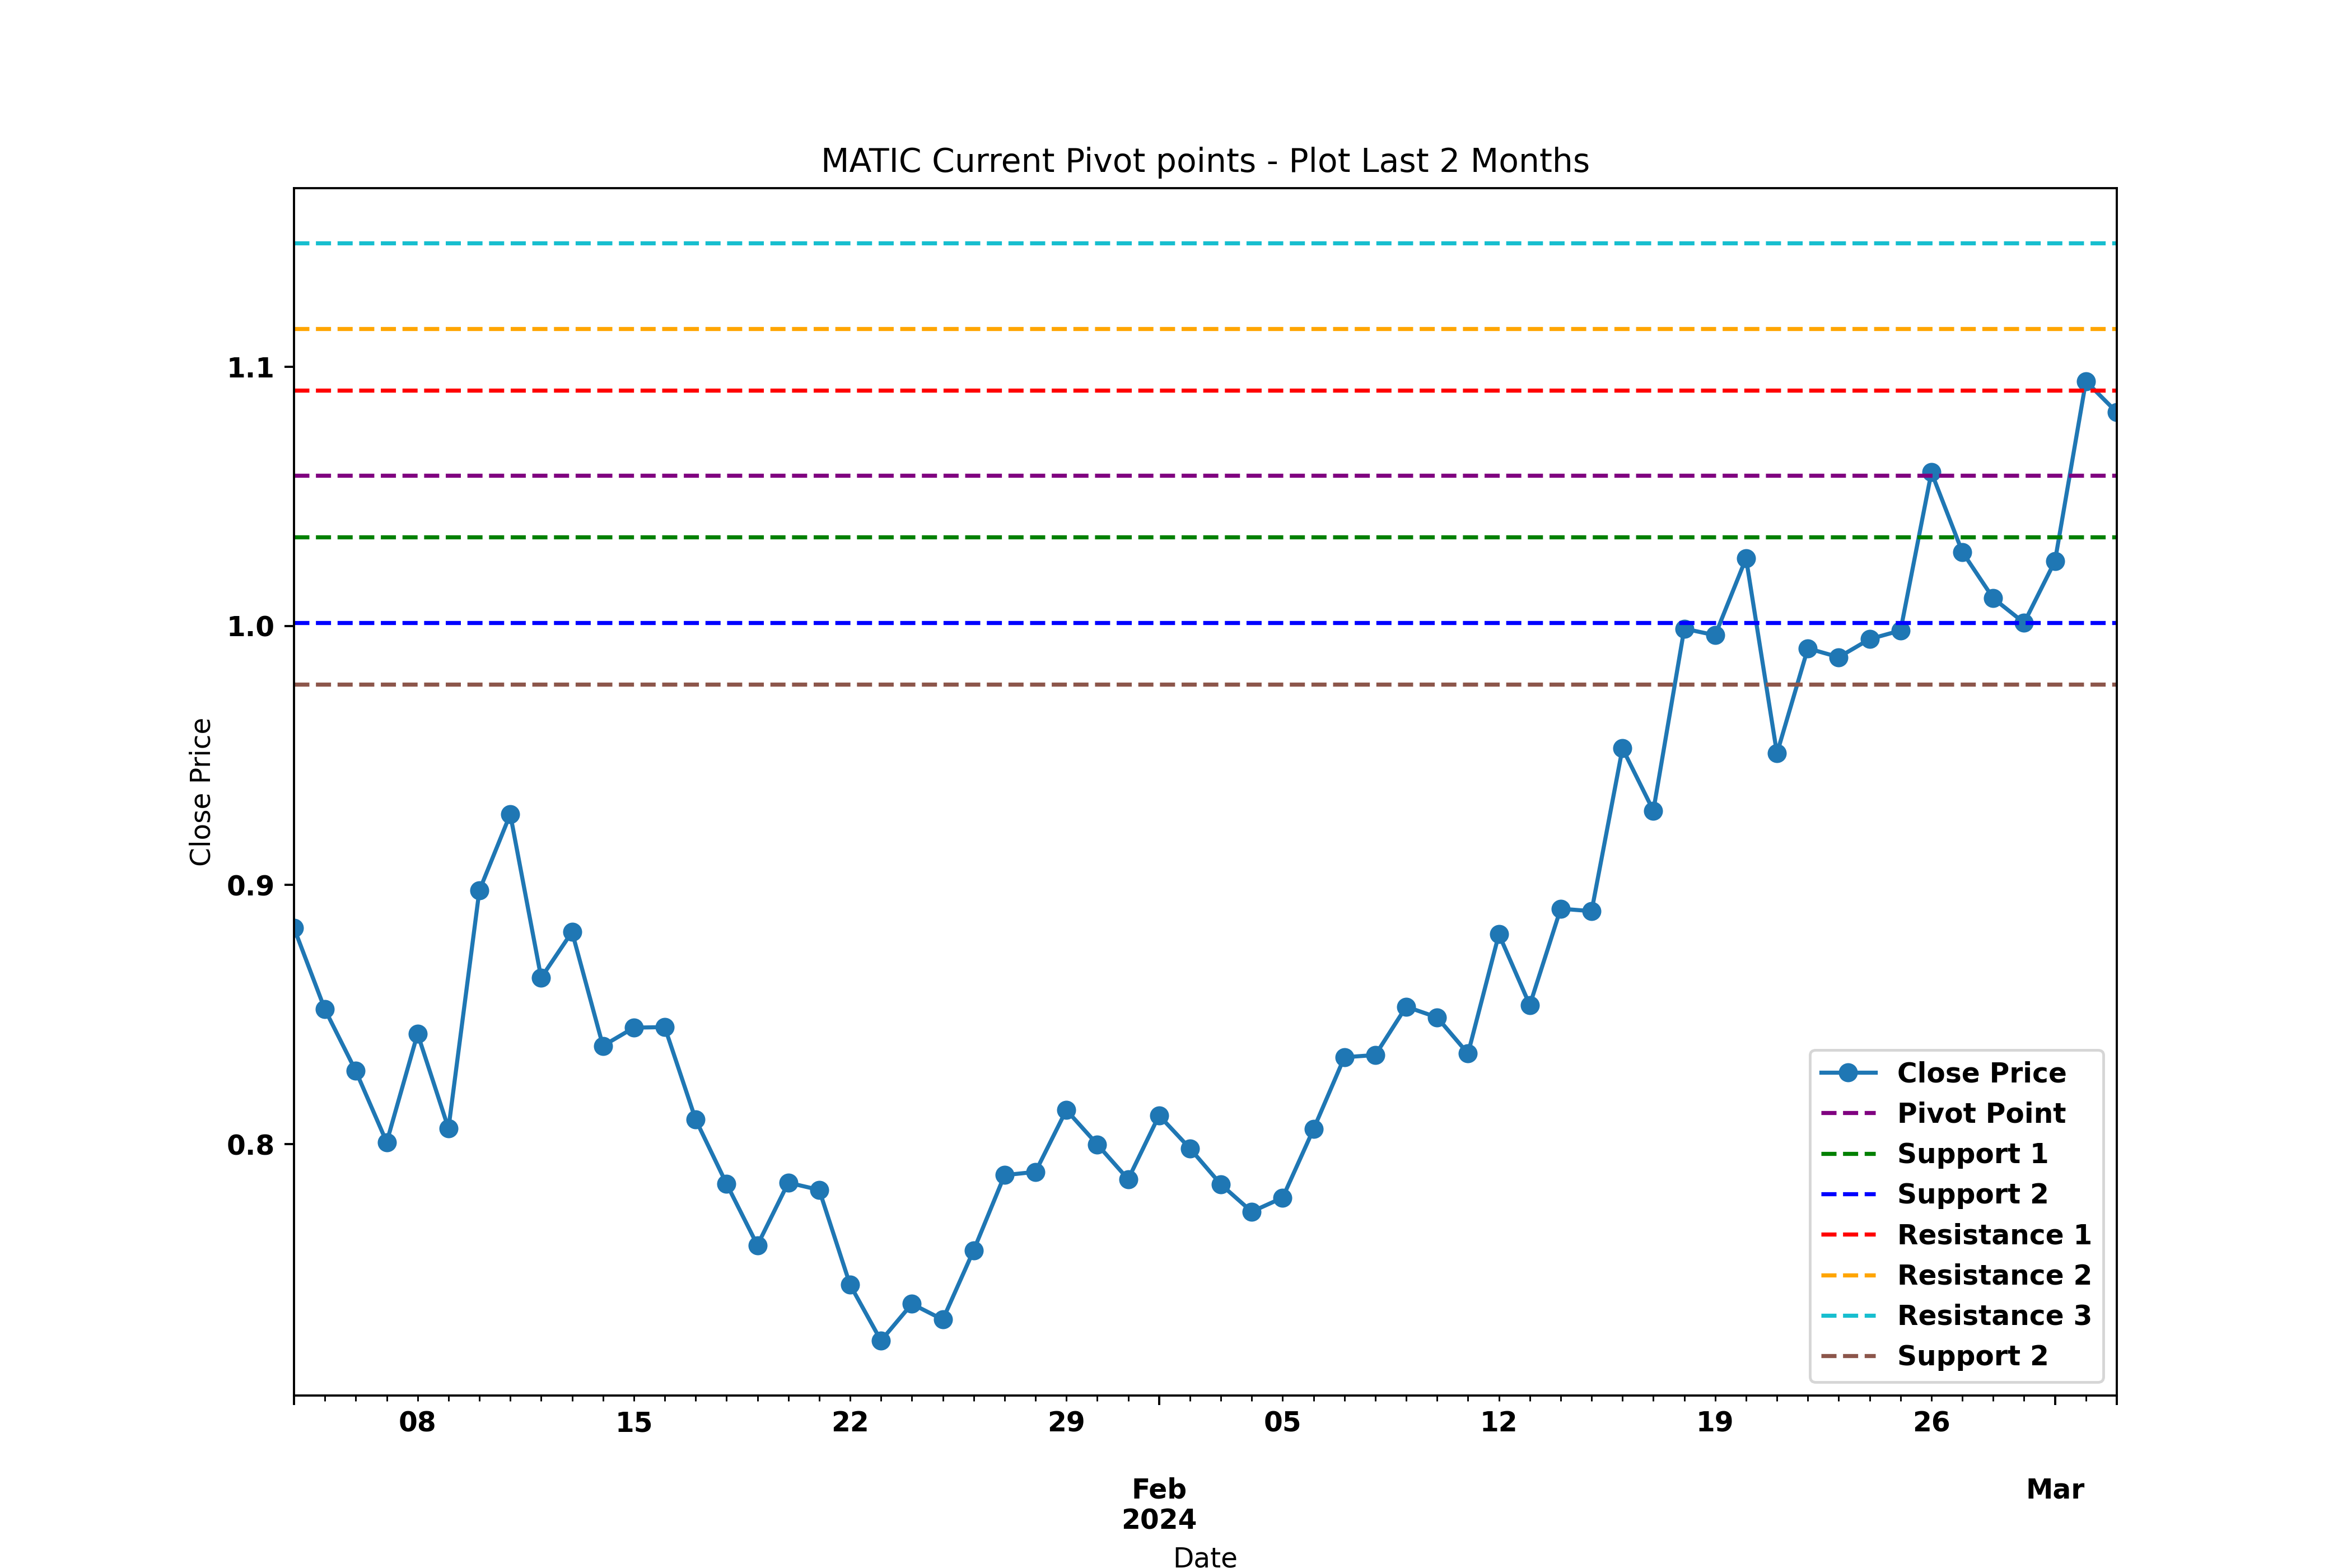 MATIC Current Pivot points - Plot Last 2 Months
Close Price
1.1
1.0
0.9
0.8
Close Price
Pivot Point
Support 1
Support 2
Resistance 1
Resistance 2
Resistance 3
Support 2
08 15 22 29 05 12 19 26
Feb Mar
2024
Date